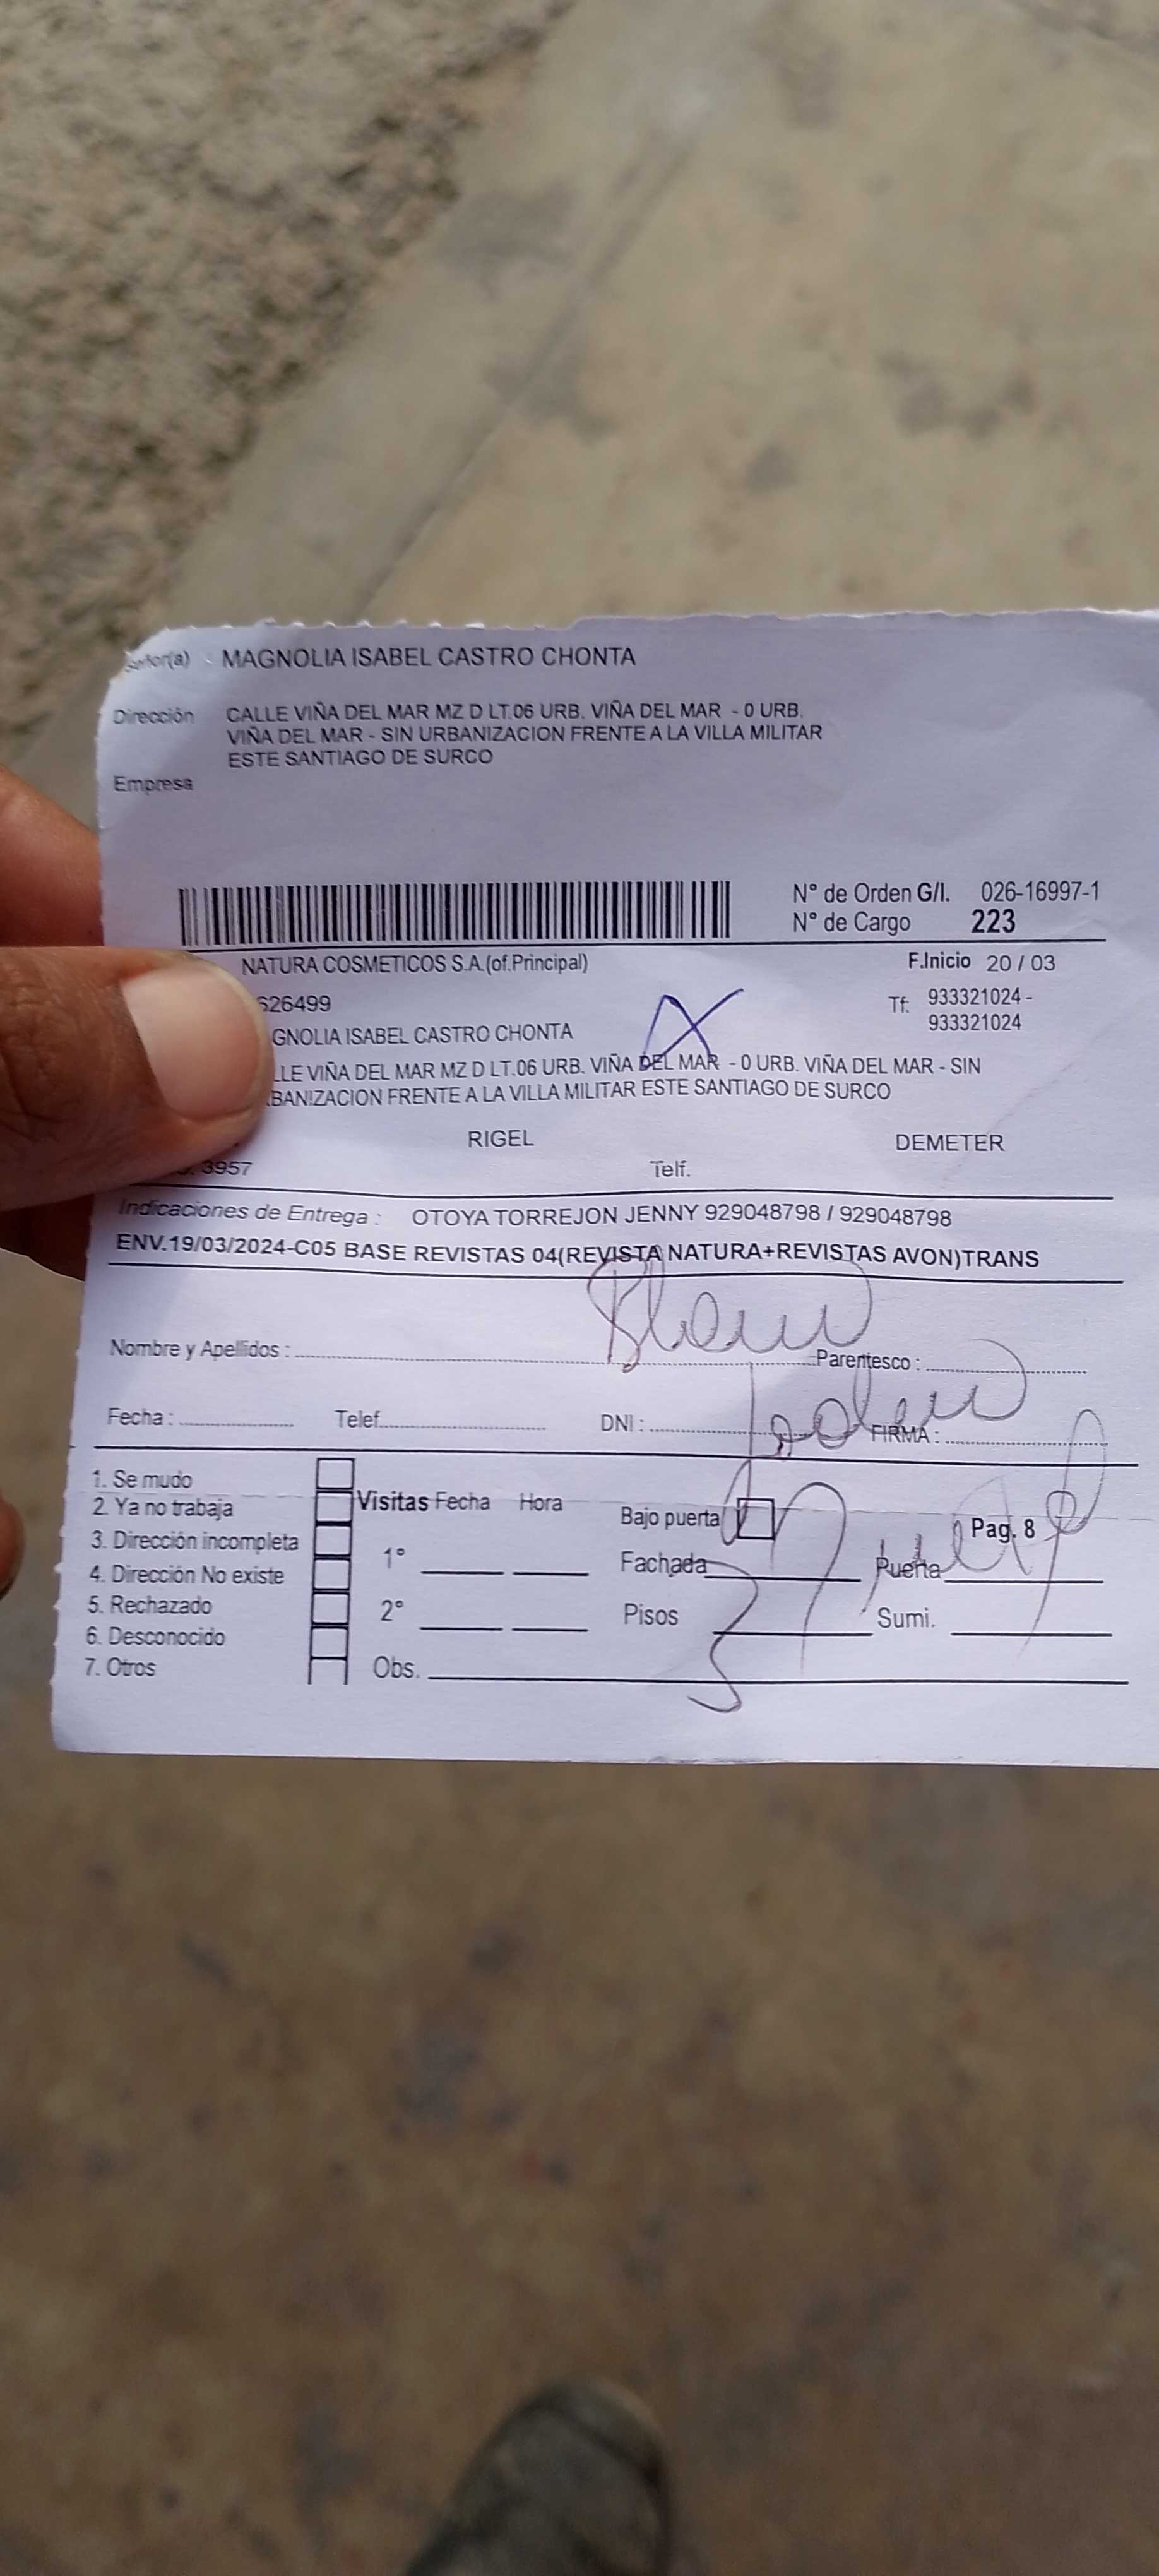 Señor(a) MAGNOLIA ISABEL CASTRO CHONTA
Dirección CALLE VIÑA DEL MAR MZ D LT.06 URB. VIÑA DEL MAR - 0 URB.
VIÑA DEL MAR - SIN URBANIZACION FRENTE A LA VILLA MILITAR
ESTE SANTIAGO DE SURCO
Empresa
N° de Orden G/I. 026-16997-1
N° de Cargo 223
NATURA COSMETICOS S.A.(of.Principal) F.Inicio 20 / 03
626499 Tf: 933321024 -
933321024
GNOLIA ISABEL CASTRO CHONTA
LLE VIÑA DEL MAR MZ D LT.06 URB. VIÑA DEL MAR - 0 URB. VIÑA DEL MAR - SIN
BANIZACION FRENTE A LA VILLA MILITAR ESTE SANTIAGO DE SURCO
RIGEL DEMETER
3957 Telf.
Indicaciones de Entrega : OTOYA TORREJON JENNY 929048798 / 929048798
ENV.19/03/2024-C05 BASE REVISTAS 04(REVISTA NATURA+REVISTAS AVON)TRANS
Nombre y Apellidos : Parentesco :
Fecha : Telef. DNI : FIRMA :
1. Se mudo
2. Ya no trabaja Visitas Fecha Hora Bajo puerta Pag. 8
3. Dirección incompleta 1° Fachada Puerta
4. Dirección No existe
5. Rechazado 2° Pisos Sumi.
6. Desconocido
7. Otros Obs.